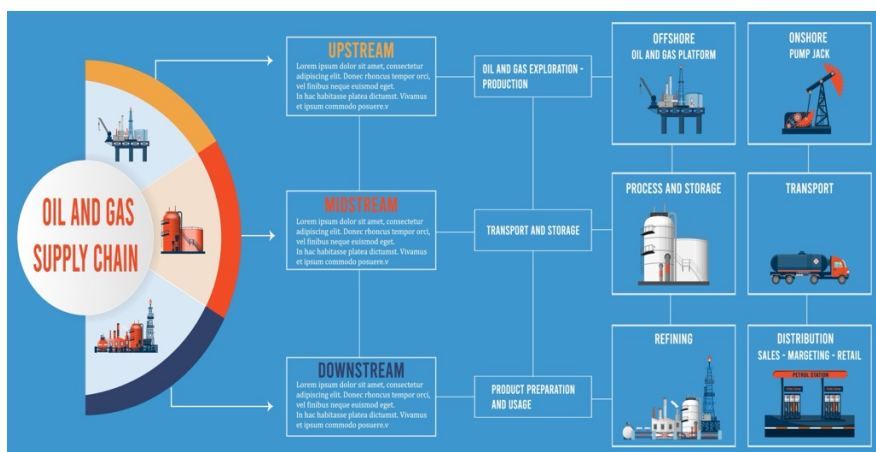 OIL AND GAS
SUPPLY CHAIN
UPSTREAM
Lorem ipsum dolor sit amet, consectetur
adipiscing elit. Donec rhoncus tempor orci,
vel finibus neque euismod eget.
In hac habitasse platea dictumst. Vivamus
et ipsum commodo posuere.v
OIL AND GAS EXPLORATION -
PRODUCTION
OFFSHORE
OIL AND GAS PLATFORM
ONSHORE
PUMP JACK
MIDSTREAM
Lorem ipsum dolor sit amet, consectetur
adipiscing elit. Donec rhoncus tempor orci,
vel finibus neque euismod eget.
In hac habitasse platea dictumst. Vivamus
et ipsum commodo posuere.v
TRANSPORT AND STORAGE
PROCESS AND STORAGE
TRANSPORT
DOWNSTREAM
Lorem ipsum dolor sit amet, consectetur
adipiscing elit. Donec rhoncus tempor orci,
vel finibus neque euismod eget.
In hac habitasse platea dictumst. Vivamus
et ipsum commodo posuere.v
PRODUCT PREPARATION
AND USAGE
REFINING
DISTRIBUTION
SALES - MARGETING - RETAIL
PETROL STATION